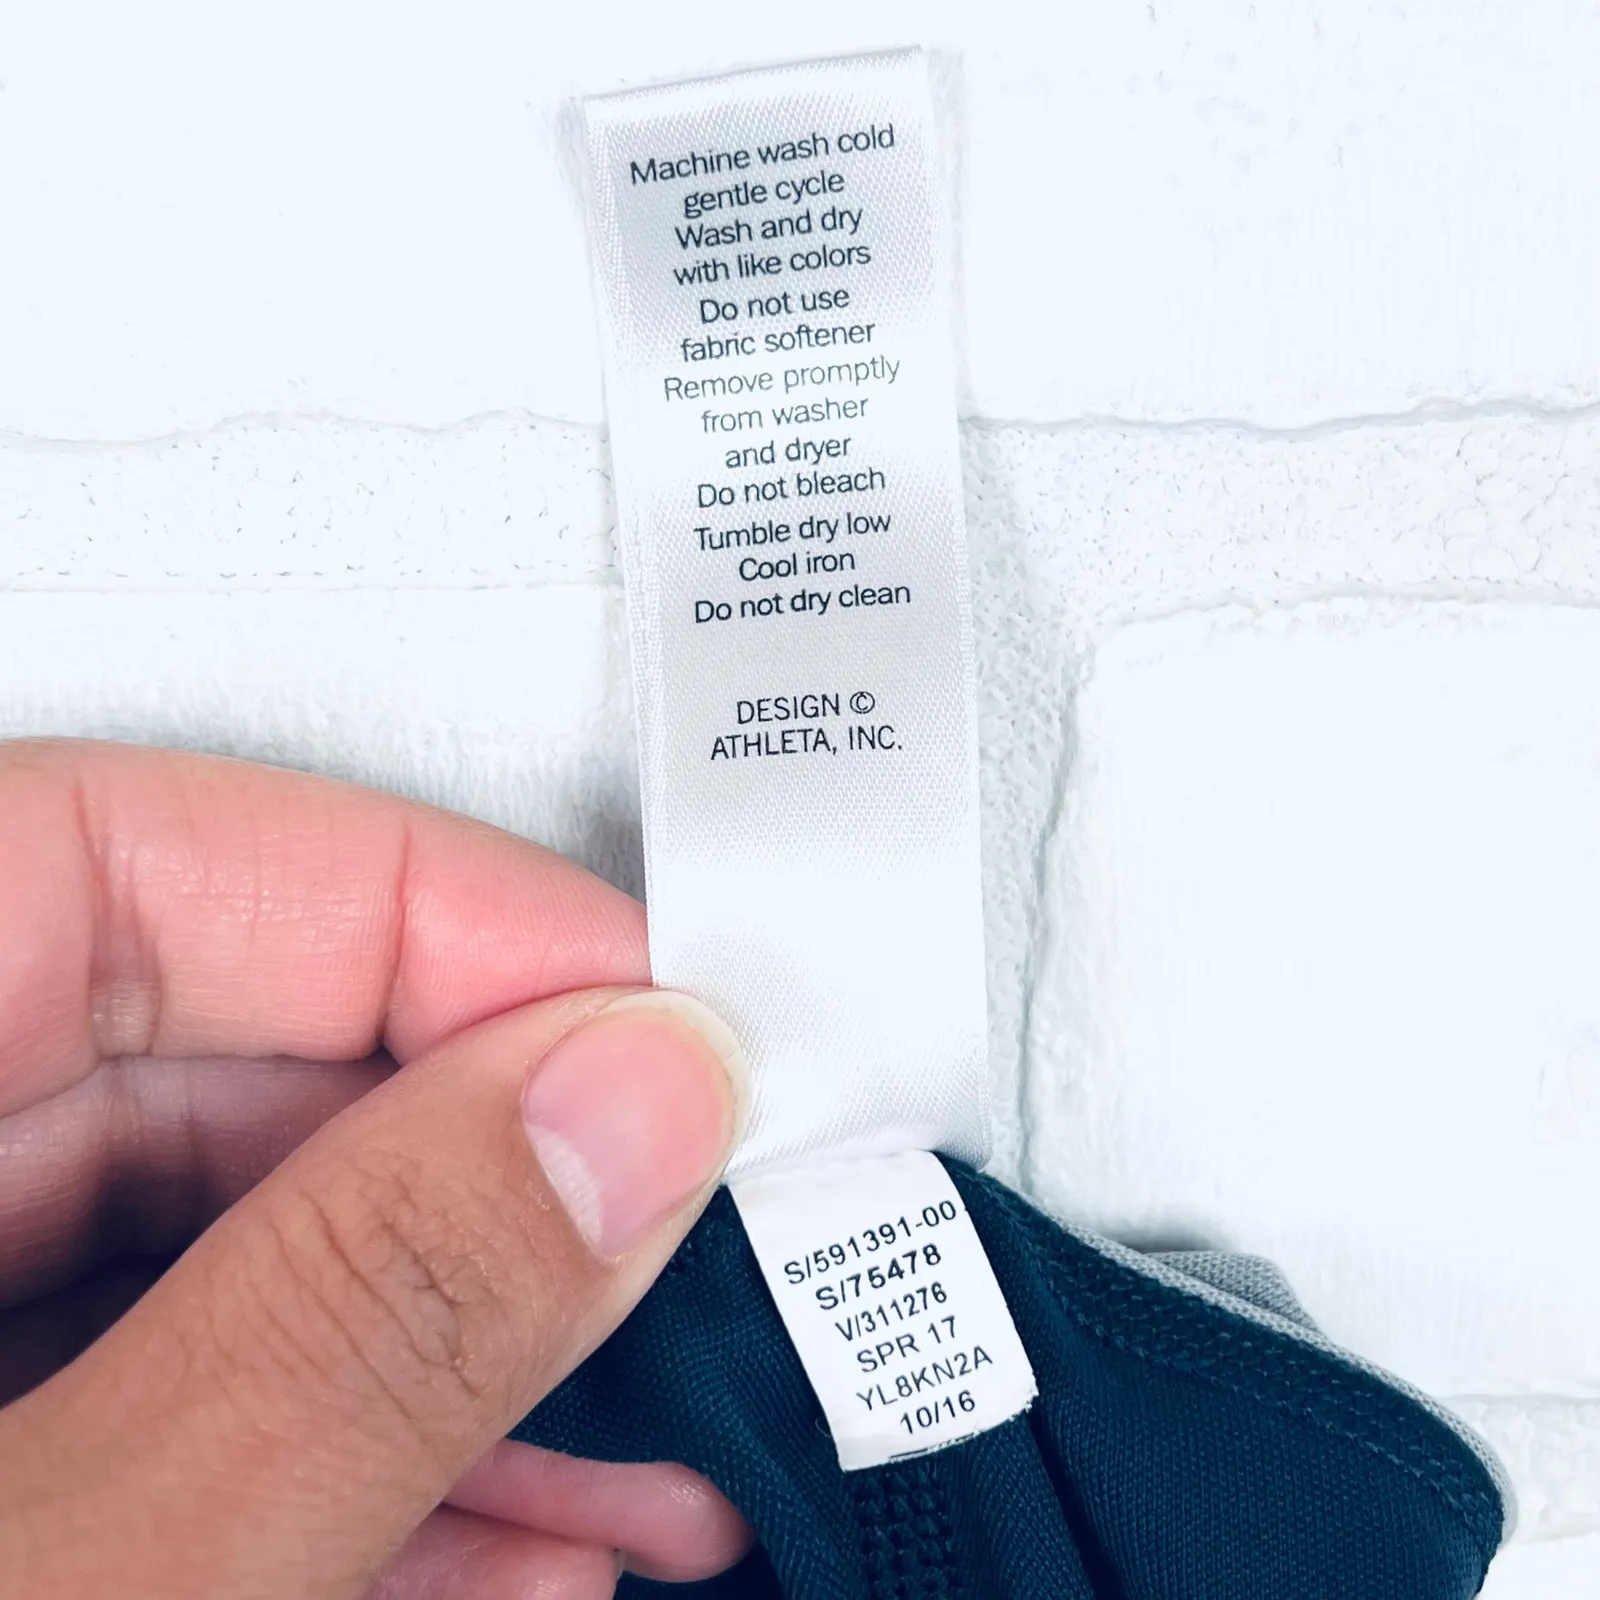 Machine wash cold
gentle cycle
Wash and dry
with like colors
Do not use
fabric softener
Remove promptly
from washer
and dryer
Do not bleach
Tumble dry low
Cool iron
Do not dry clean
DESIGN ©
ATHLETA, INC.
S/591391-00
S/75478
V/311276
SPR 17
YL8KN2A
10/16